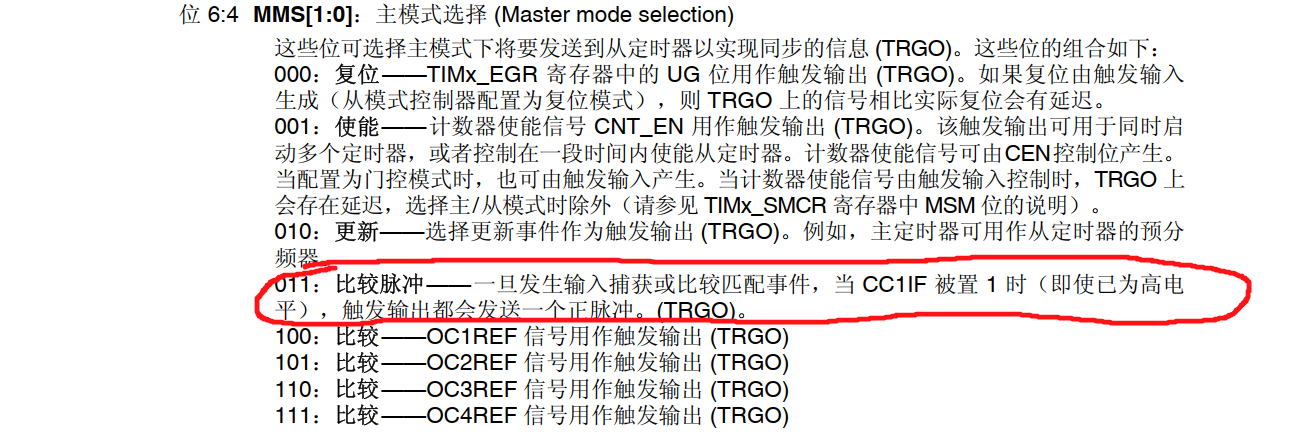 位 6:4 MMS[1:0]：主模式选择 (Master mode selection)
这些位可选择主模式下将要发送到从定时器以实现同步的信息 (TRGO)。这些位的组合如下：
000：复位——TIMx_EGR 寄存器中的 UG 位用作触发输出 (TRGO)。如果复位由触发输入
生成（从模式控制器配置为复位模式），则 TRGO 上的信号相比实际复位会有延迟。
001：使能——计数器使能信号 CNT_EN 用作触发输出 (TRGO)。该触发输出可用于同时启
动多个定时器，或者控制在一段时间内使能从定时器。计数器使能信号可由CEN控制位产生。
当配置为门控模式时，也可由触发输入产生。当计数器使能信号由触发输入控制时，TRGO 上
会存在延迟，选择主/从模式时除外（请参见 TIMx_SMCR 寄存器中 MSM 位的说明）。
010：更新——选择更新事件作为触发输出 (TRGO)。例如，主定时器可用作从定时器的预分
频器。
011：比较脉冲——一旦发生输入捕获或比较匹配事件，当 CC1IF 被置 1 时（即使已为高电
平），触发输出都会发送一个正脉冲。(TRGO)。
100：比较——OC1REF 信号用作触发输出 (TRGO)
101：比较——OC2REF 信号用作触发输出 (TRGO)
110：比较——OC3REF 信号用作触发输出 (TRGO)
111：比较——OC4REF 信号用作触发输出 (TRGO)